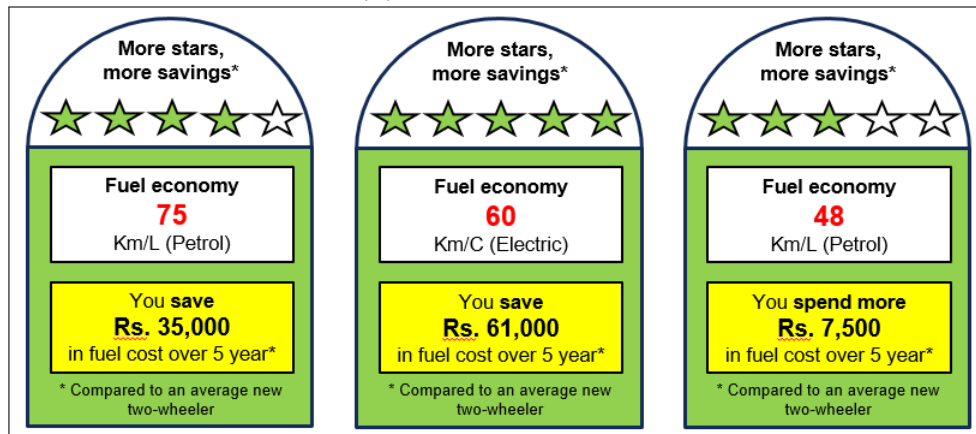 More stars,
more savings*
Fuel economy
75
Km/L (Petrol)
You save
Rs. 35,000
in fuel cost over 5 year*
* Compared to an average new
two-wheeler
More stars,
more savings*
Fuel economy
60
Km/C (Electric)
You save
Rs. 61,000
in fuel cost over 5 year*
* Compared to an average new
two-wheeler
More stars,
more savings*
Fuel economy
48
Km/L (Petrol)
You spend more
Rs. 7,500
in fuel cost over 5 year*
* Compared to an average new
two-wheeler